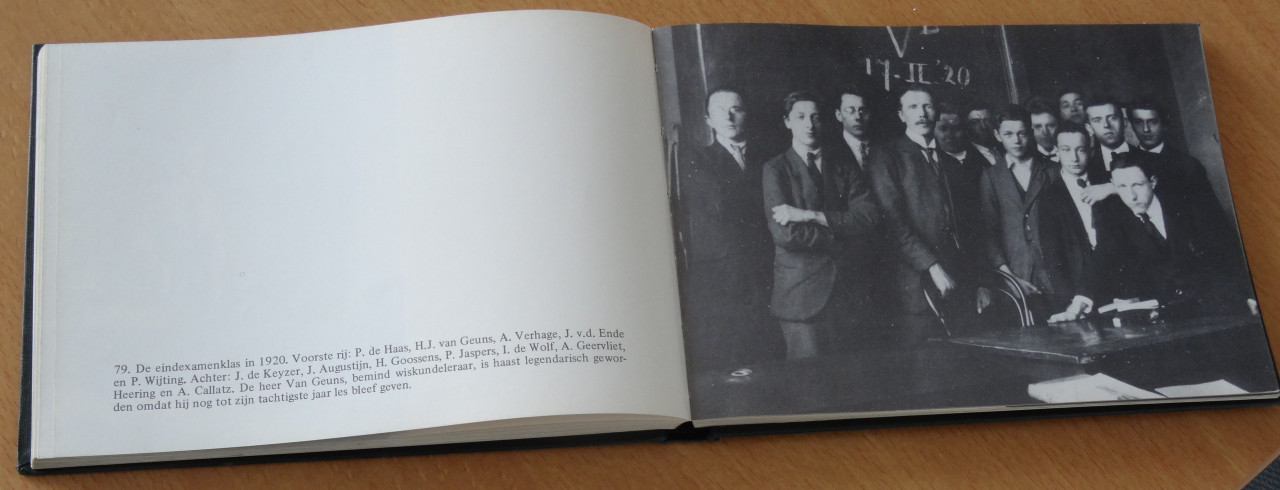 79. De eindexamenklas in 1920. Voorste rij: P. de Haas, H.J. van Geuns, A. Verhage, J. v.d. Ende
en P. Wijting. Achter: J. de Keyzer, J. Augustijn, H. Goossens, P. Jaspers, I. de Wolf, A. Geervliet,
Heering en A. Callatz. De heer Van Geuns, bemind wiskundeleraar, is haast legendarisch gewor-
den omdat hij nog tot zijn tachtigste jaar les bleef geven.
V
17-II '20